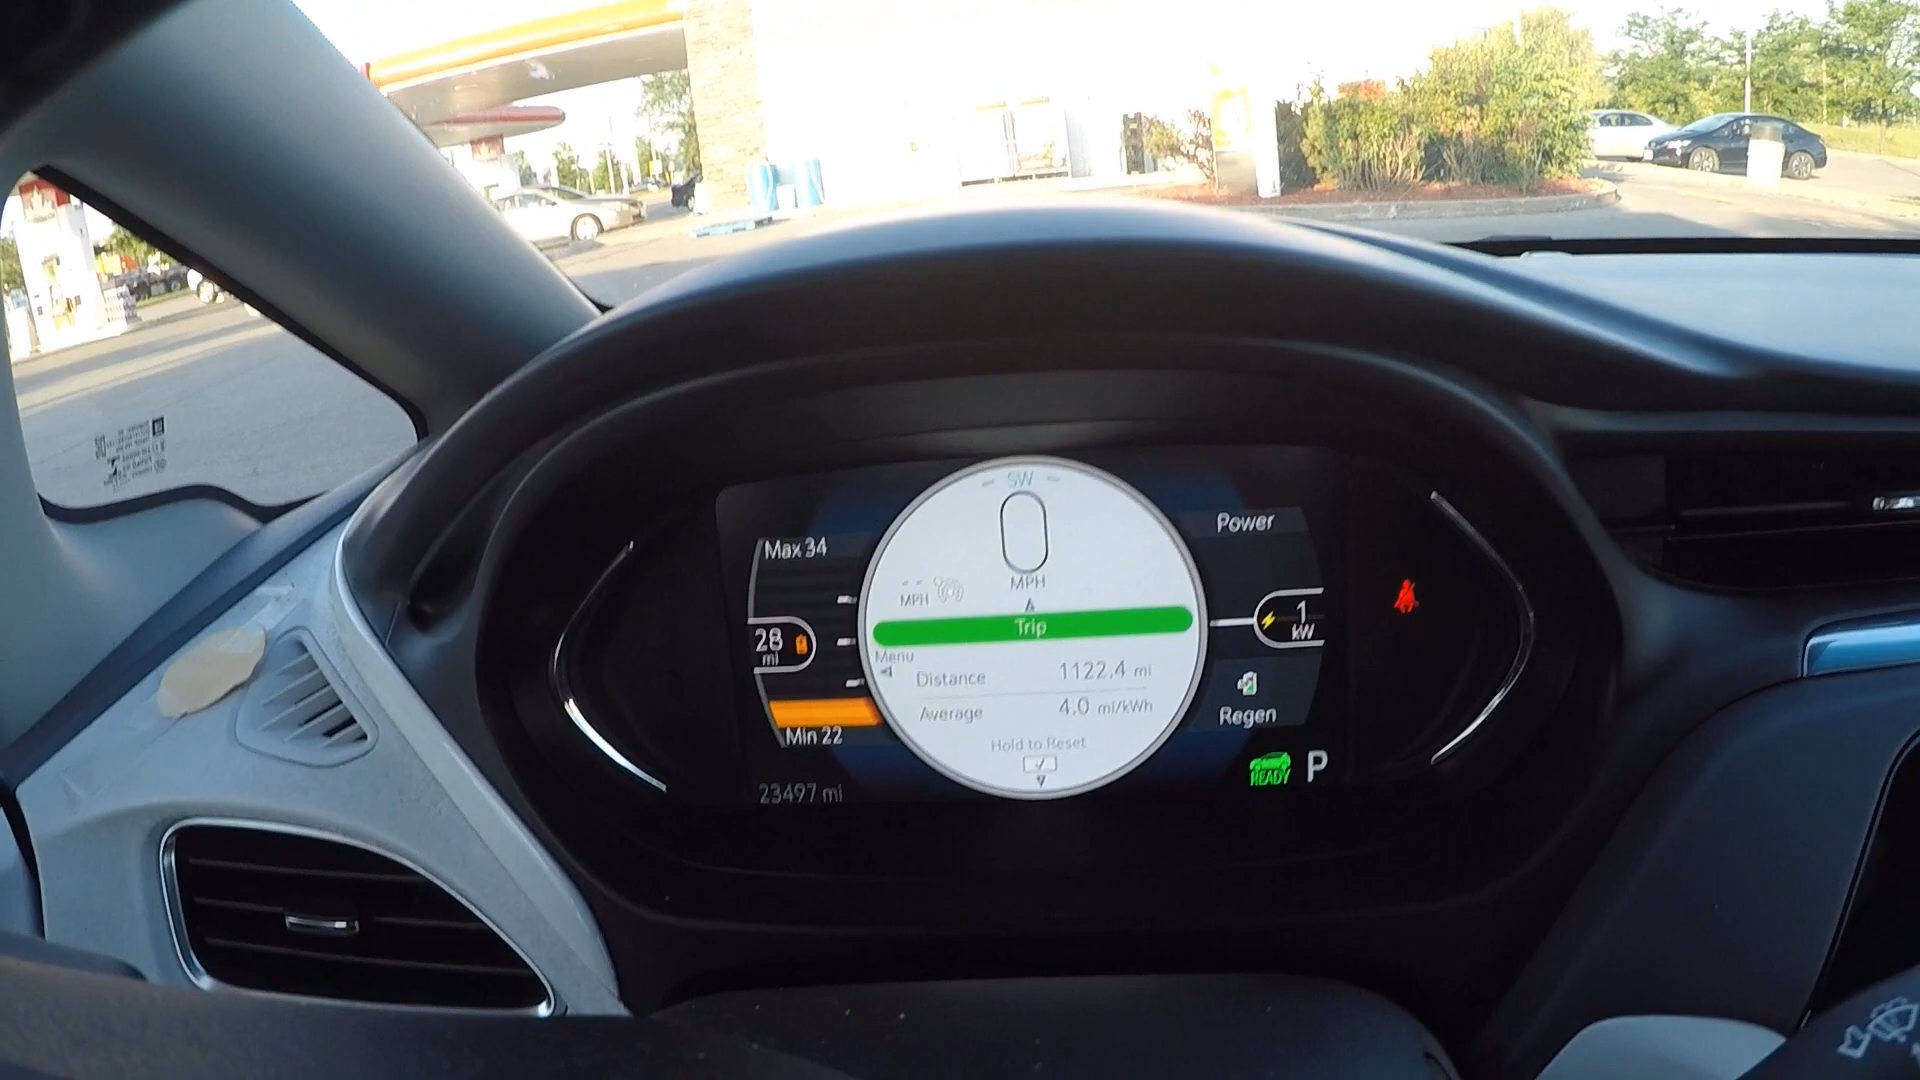 SW
0
MPH
-- MPH
Trip
Menu
Distance 1122.4 mi
Average 4.0 mi/kWh
Hold to Reset
Max 34
28
mi
Min 22
23497 mi
Power
1
kW
Regen
READY P